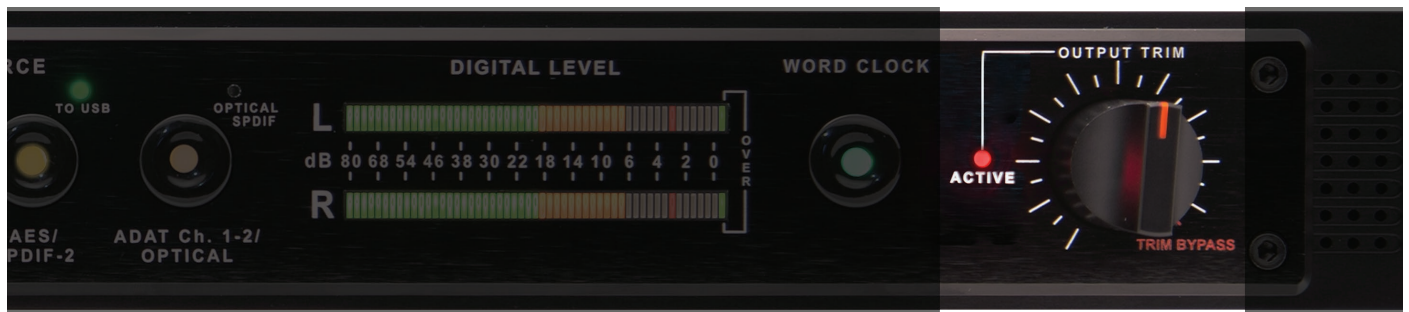 RCE
TO USB
OPTICAL
SPDIF
AES/
PDIF-2
ADAT Ch. 1-2/
OPTICAL
DIGITAL LEVEL
L
dB 80 68 54 46 38 30 22 18 14 10 6 4 2 0
R
OVER
WORD CLOCK
OUTPUT TRIM
ACTIVE
TRIM BYPASS